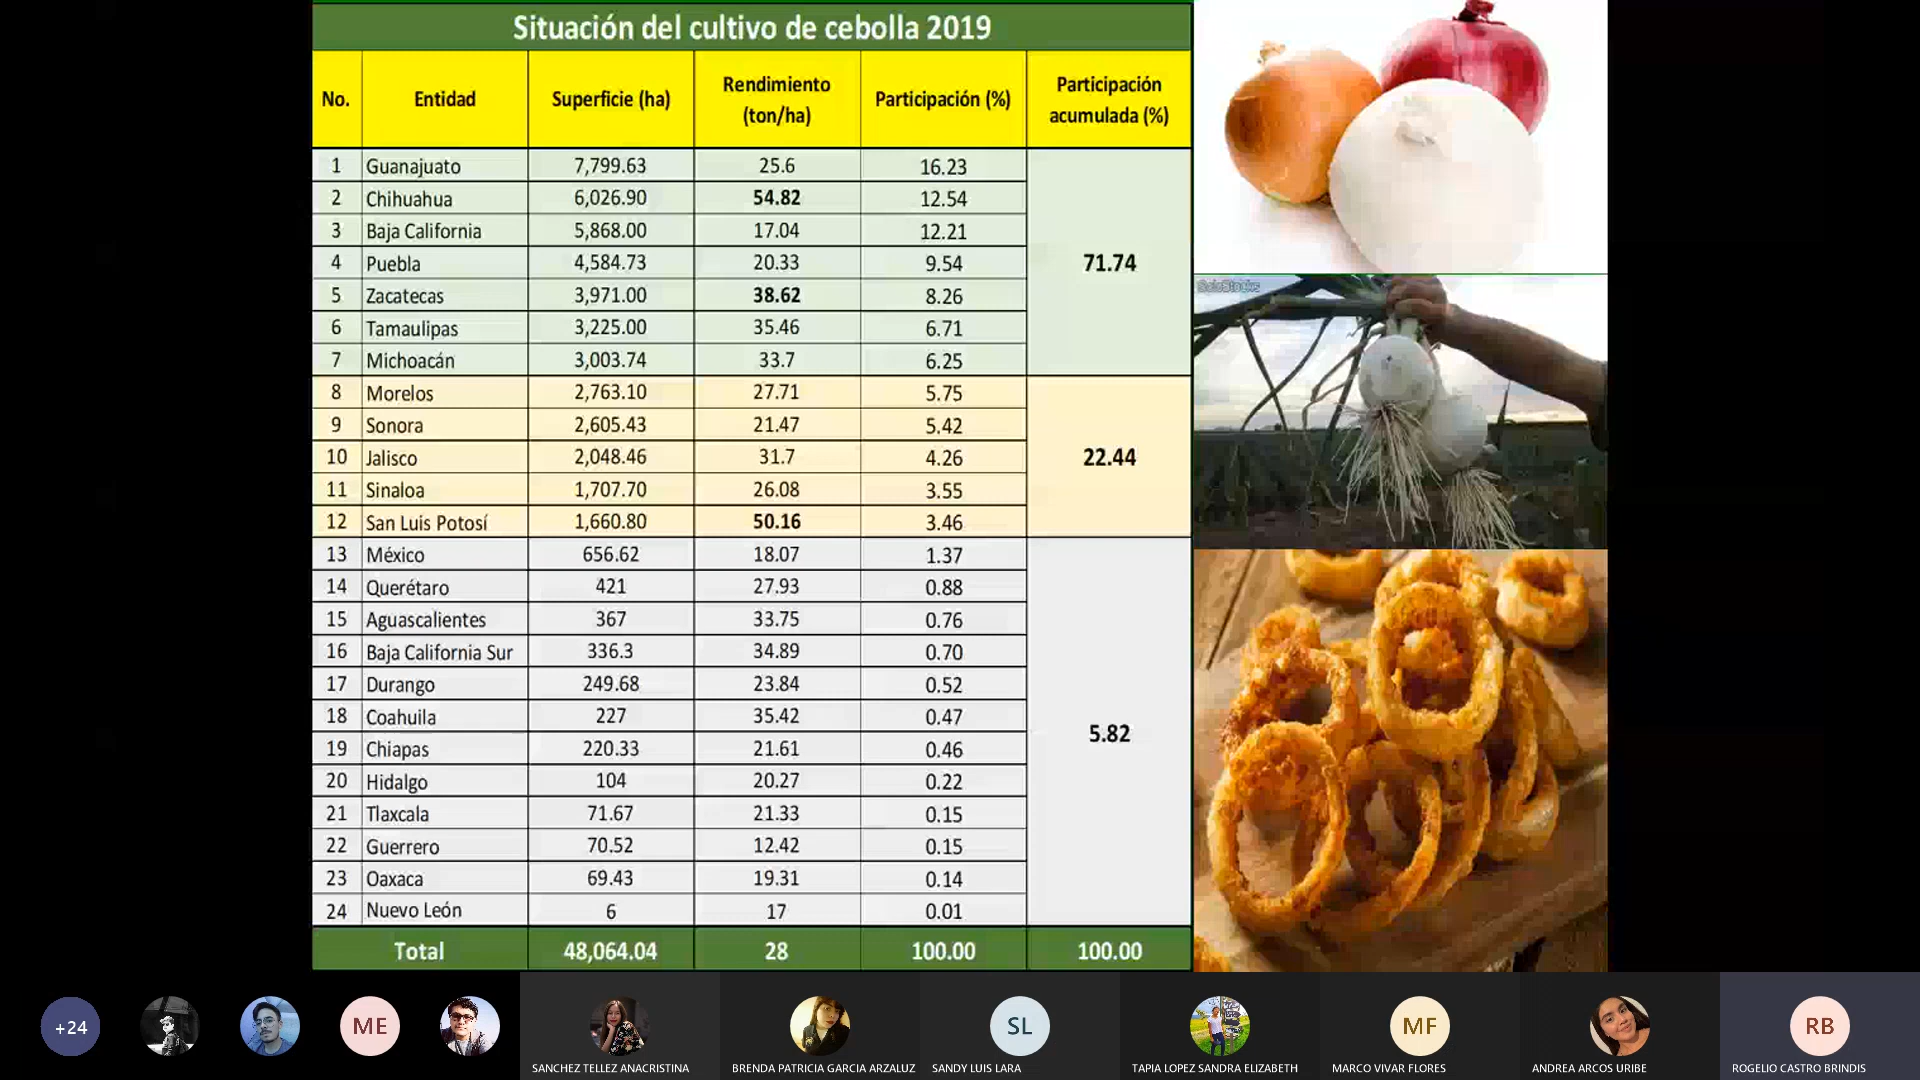 Situación del cultivo de cebolla 2019
No. Entidad Superficie (ha) Rendimiento (ton/ha) Participación (%) Participación acumulada (%)
1 Guanajuato 7,799.63 25.6 16.23
2 Chihuahua 6,026.90 54.82 12.54
3 Baja California 5,868.00 17.04 12.21
4 Puebla 4,584.73 20.33 9.54 71.74
5 Zacatecas 3,971.00 38.62 8.26
6 Tamaulipas 3,225.00 35.46 6.71
7 Michoacán 3,003.74 33.7 6.25
8 Morelos 2,763.10 27.71 5.75
9 Sonora 2,605.43 21.47 5.42
10 Jalisco 2,048.46 31.7 4.26 22.44
11 Sinaloa 1,707.70 26.08 3.55
12 San Luis Potosí 1,660.80 50.16 3.46
13 México 656.62 18.07 1.37
14 Querétaro 421 27.93 0.88
15 Aguascalientes 367 33.75 0.76
16 Baja California Sur 336.3 34.89 0.70
17 Durango 249.68 23.84 0.52
18 Coahuila 227 35.42 0.47
19 Chiapas 220.33 21.61 0.46 5.82
20 Hidalgo 104 20.27 0.22
21 Tlaxcala 71.67 21.33 0.15
22 Guerrero 70.52 12.42 0.15
23 Oaxaca 69.43 19.31 0.14
24 Nuevo León 6 17 0.01
Total 48,064.04 28 100.00 100.00
+24 ME SL MF RB
SANCHEZ TELLEZ ANACRISTINA BRENDA PATRICIA GARCIA ARZALUZ SANDY LUIS LARA TAPIA LOPEZ SANDRA ELIZABETH MARCO VIVAR FLORES ANDREA ARCOS URIBE ROGELIO CASTRO BRINDIS